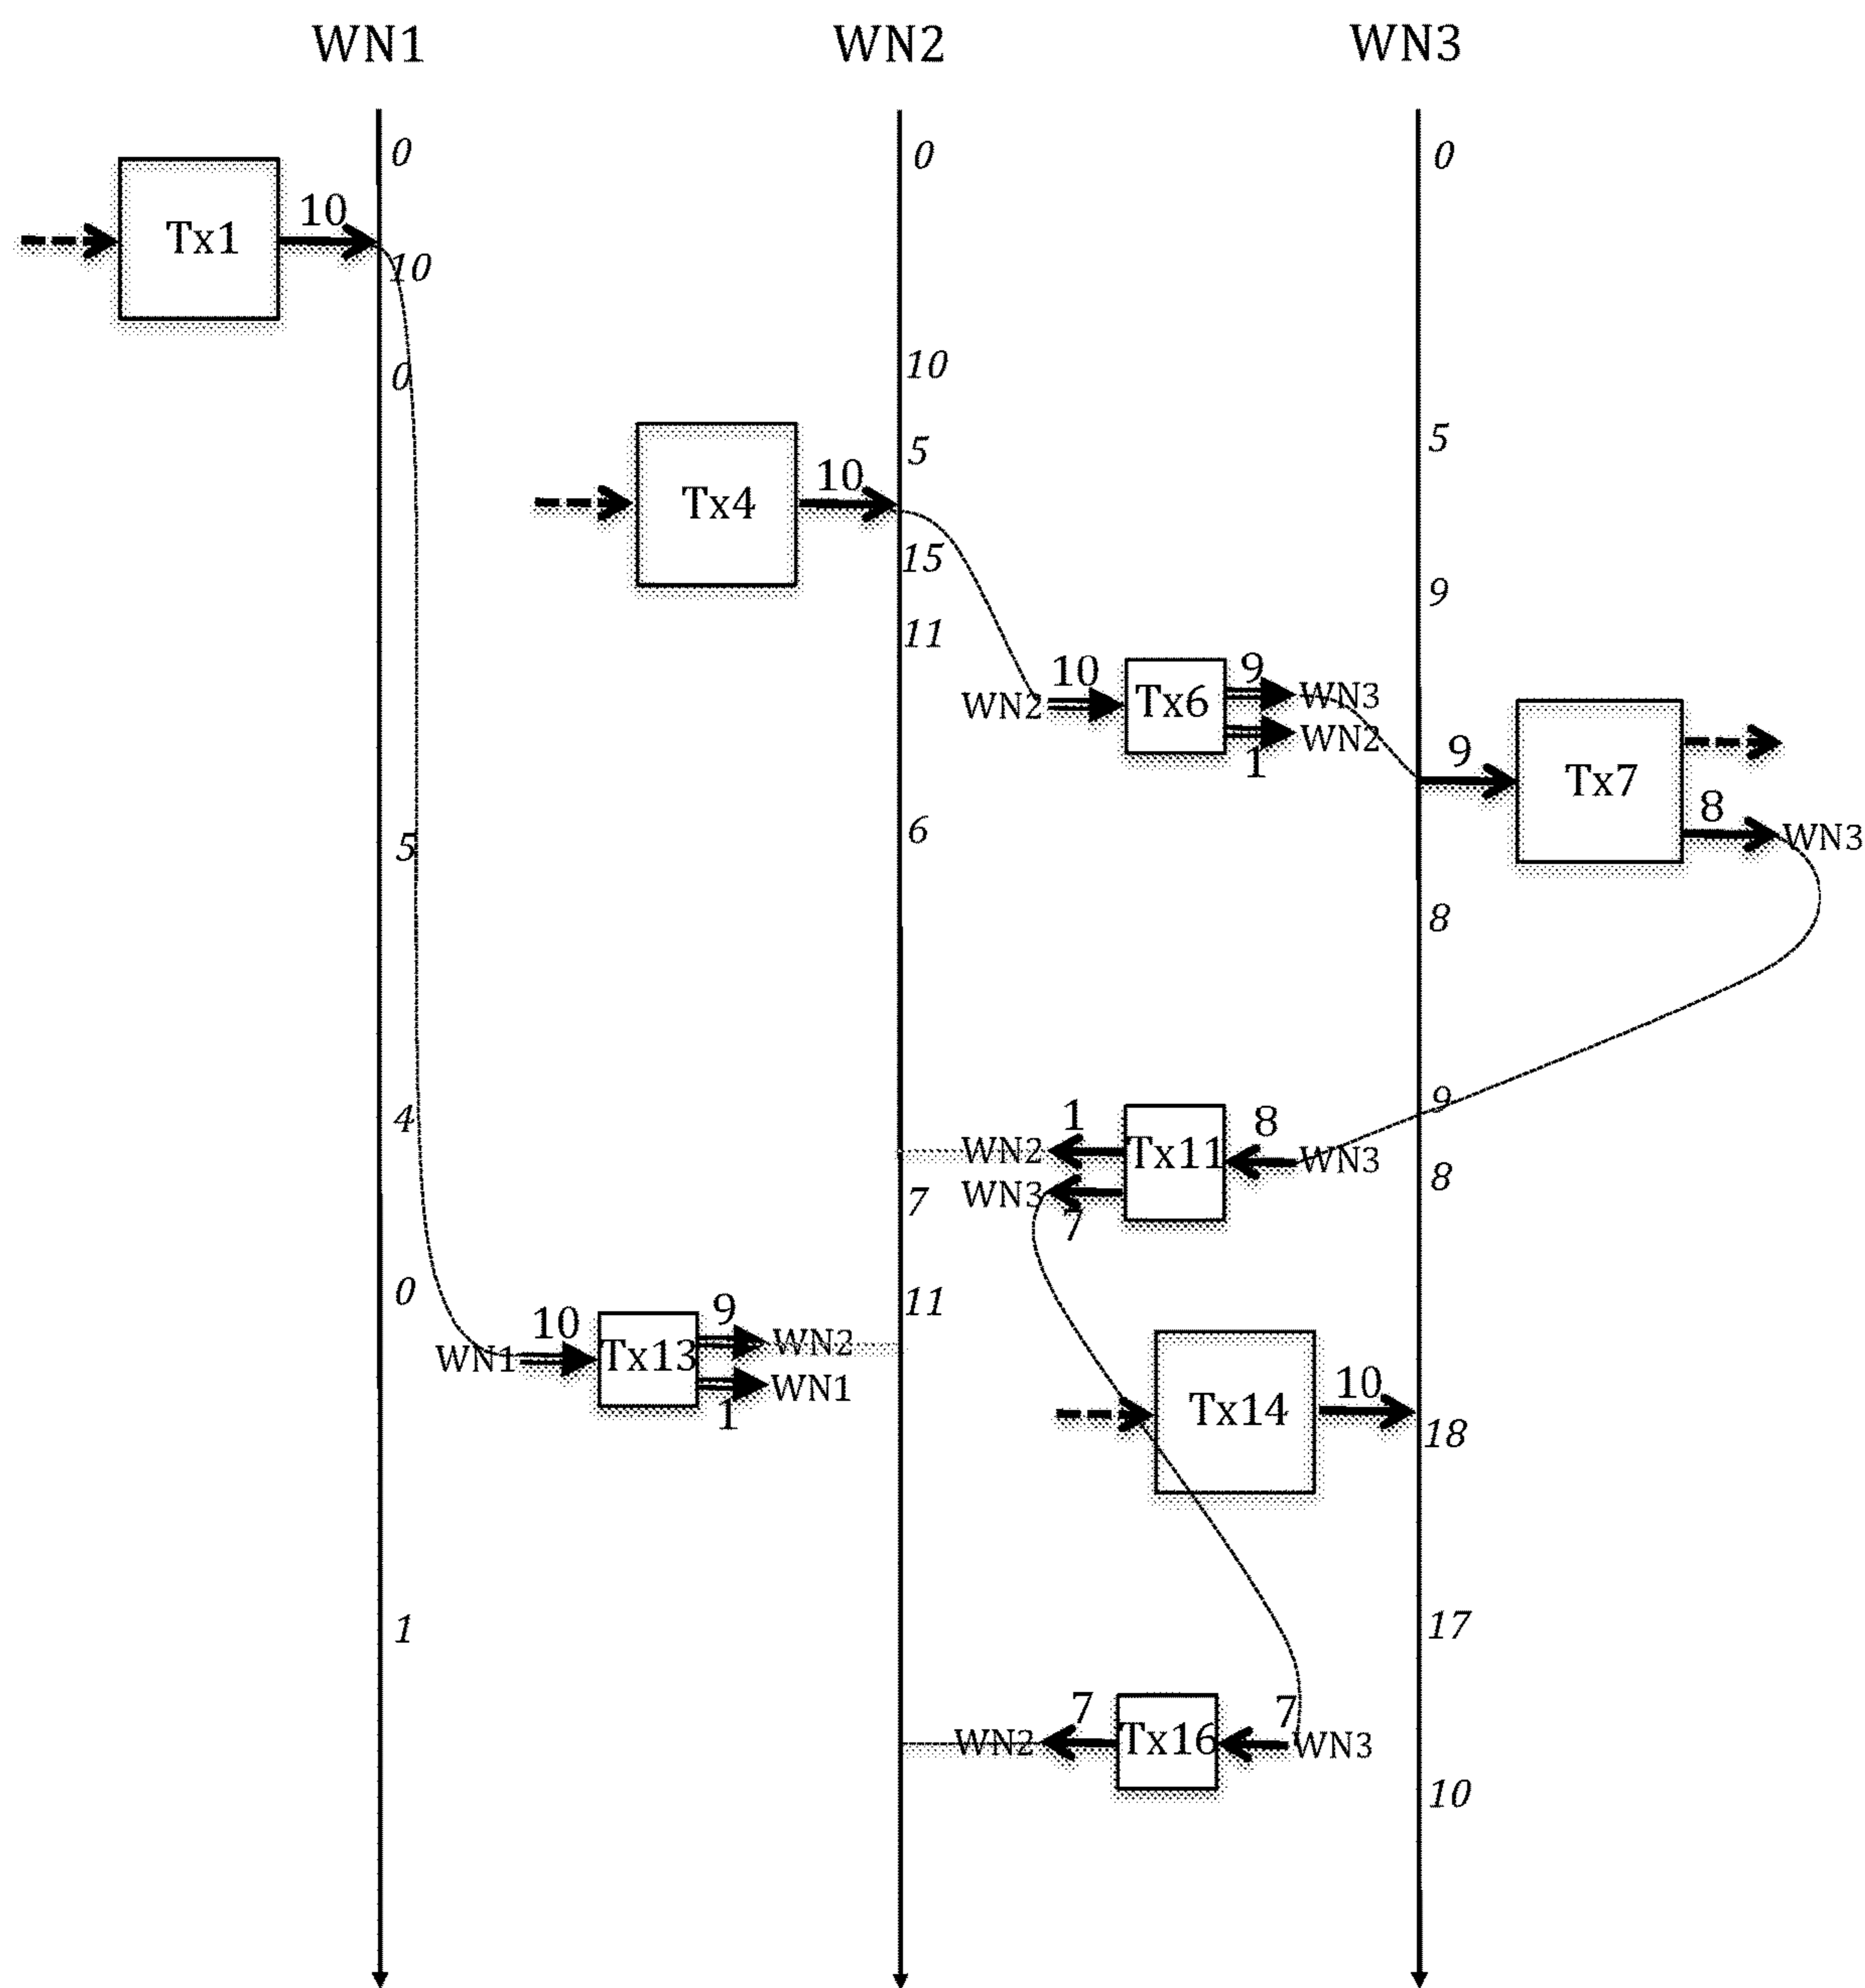 WN1 WN2 WN3
0 0 0
Tx1 10
10
0
10
5
5
Tx4 10
15
9
11
WN2 10 Tx6 9 WN3
1 WN2
9 Tx7
8 WN3
5
6
8
9
4
WN2 1 Tx11 8 WN3
WN3 7
7
8
0
11
WN1 10 Tx13 9 WN2
1 WN1
Tx14 10
18
1
17
WN2 7 Tx16 7 WN3
10